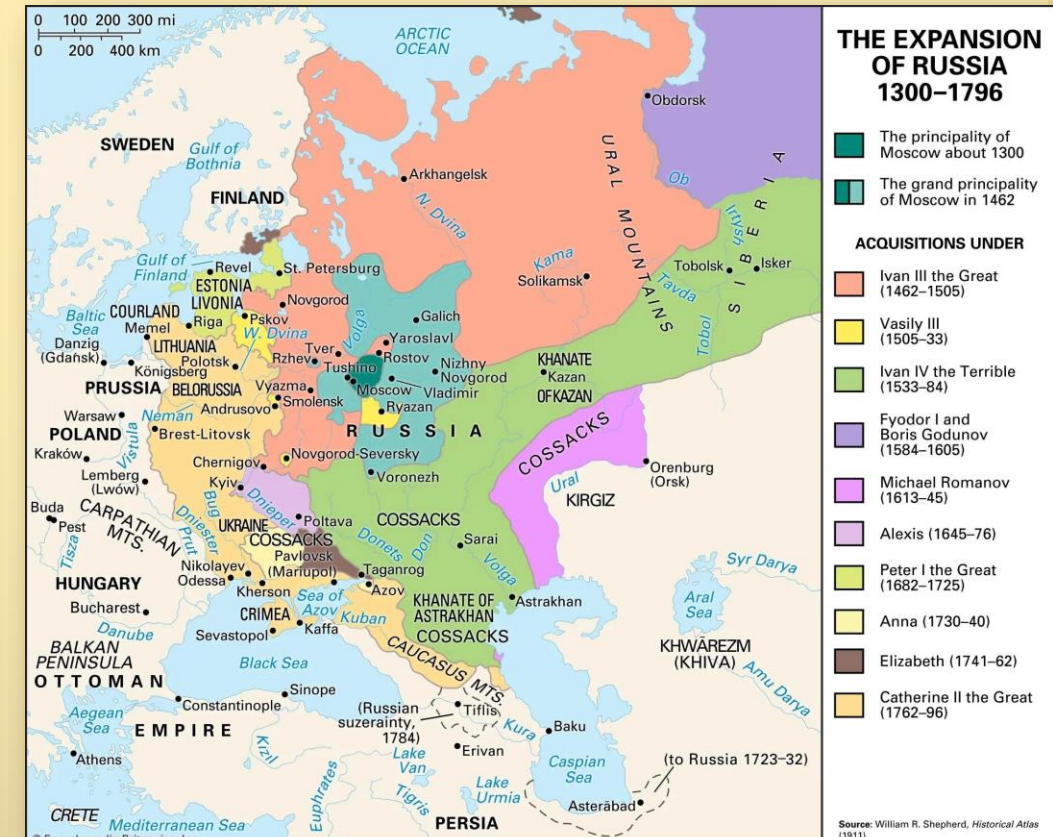 0 100 200 300 mi
0 200 400 km
ARCTIC
OCEAN
Obdorsk
SWEDEN
Gulf of
Bothnia
URAL MOUNTAINS
SIBERIA
Arkhangelsk
Ob
FINLAND
N. Dvina
Irtysh
Gulf of
Finland
Revel
St. Petersburg
Kama
Tobolsk
Isker
Solikamsk
Tavda
ESTONIA
LIVONIA
Novgorod
Tobol
COURLAND
Pskov
Galich
Baltic
Sea
Memel
Riga
W. Dvina
Volga
Yaroslavl
Danzig
(Gdańsk)
LITHUANIA
Tver
Rostov
KHANATE
OF KAZAN
Kazan
Königsberg
Polotsk
Rzhev
Tushino
Nizhny
Novgorod
PRUSSIA
BELORUSSIA
Vyazma
Moscow
Vladimir
Andrusovo
Smolensk
Ryazan
Warsaw
Neman
RUSSIA
COSSACKS
POLAND
Brest-Litovsk
Vistula
Novgorod-Seversky
Kraków
Chernigov
Voronezh
Orenburg
(Orsk)
Lemberg
(Lwów)
Kyiv
Ural
KIRGIZ
Bug
Dnieper
Buda
Pest
CARPATHIAN
MTS.
Dniester
Prut
UKRAINE
COSSACKS
Poltava
COSSACKS
Tisza
Donets
Don
Sarai
Volga
Pavlovsk
(Mariupol)
Syr Darya
HUNGARY
Nikolayev
Odessa
Taganrog
Kherson
Sea of
Azov
Azov
KHANATE OF
ASTRAKHAN
COSSACKS
Astrakhan
Aral
Sea
Bucharest
CRIMEA
Kuban
Danube
Sevastopol
Kaffa
KHWĀREZM
(KHIVA)
BALKAN
PENINSULA
Black Sea
CAUCASUS MTS.
OTTOMAN
EMPIRE
Amu Darya
Sinope
Constantinople
(Russian
suzerainty,
1784)
Tiflis
Aegean
Sea
Kura
Baku
Kızıl
Erivan
Athens
Lake
Van
Caspian
Sea
(to Russia 1723–32)
Euphrates
Tigris
Lake
Urmia
Asterābad
CRETE
Mediterranean Sea
PERSIA
THE EXPANSION
OF RUSSIA
1300–1796
The principality of
Moscow about 1300
The grand principality
of Moscow in 1462
ACQUISITIONS UNDER
Ivan III the Great
(1462–1505)
Vasily III
(1505–33)
Ivan IV the Terrible
(1533–84)
Fyodor I and
Boris Godunov
(1584–1605)
Michael Romanov
(1613–45)
Alexis (1645–76)
Peter I the Great
(1682–1725)
Anna (1730–40)
Elizabeth (1741–62)
Catherine II the Great
(1762–96)
Source: William R. Shepherd, Historical Atlas
(1911)